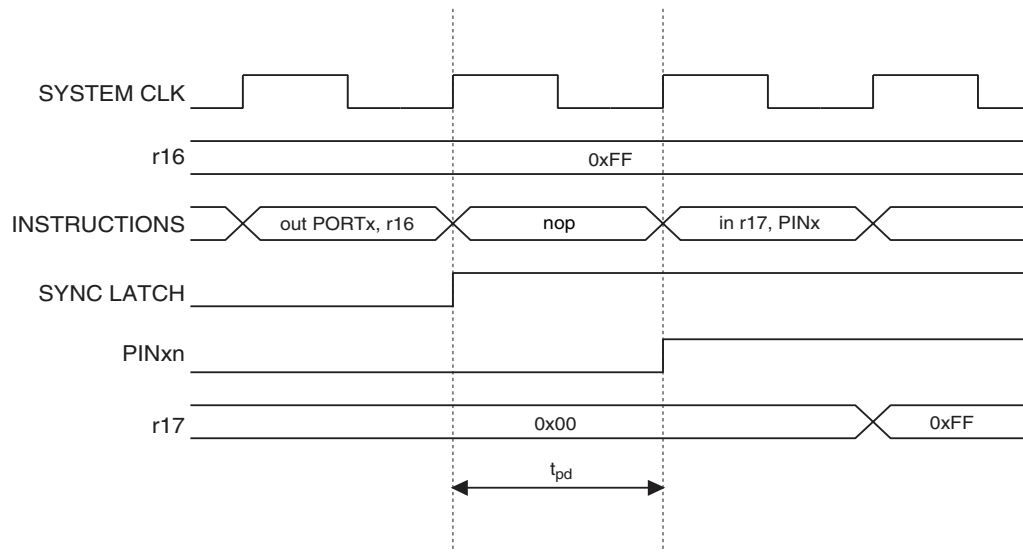 SYSTEM CLK
r16
0xFF
INSTRUCTIONS
out PORTx, r16
nop
in r17, PINx
SYNC LATCH
PINxn
r17
0x00
0xFF
tpd